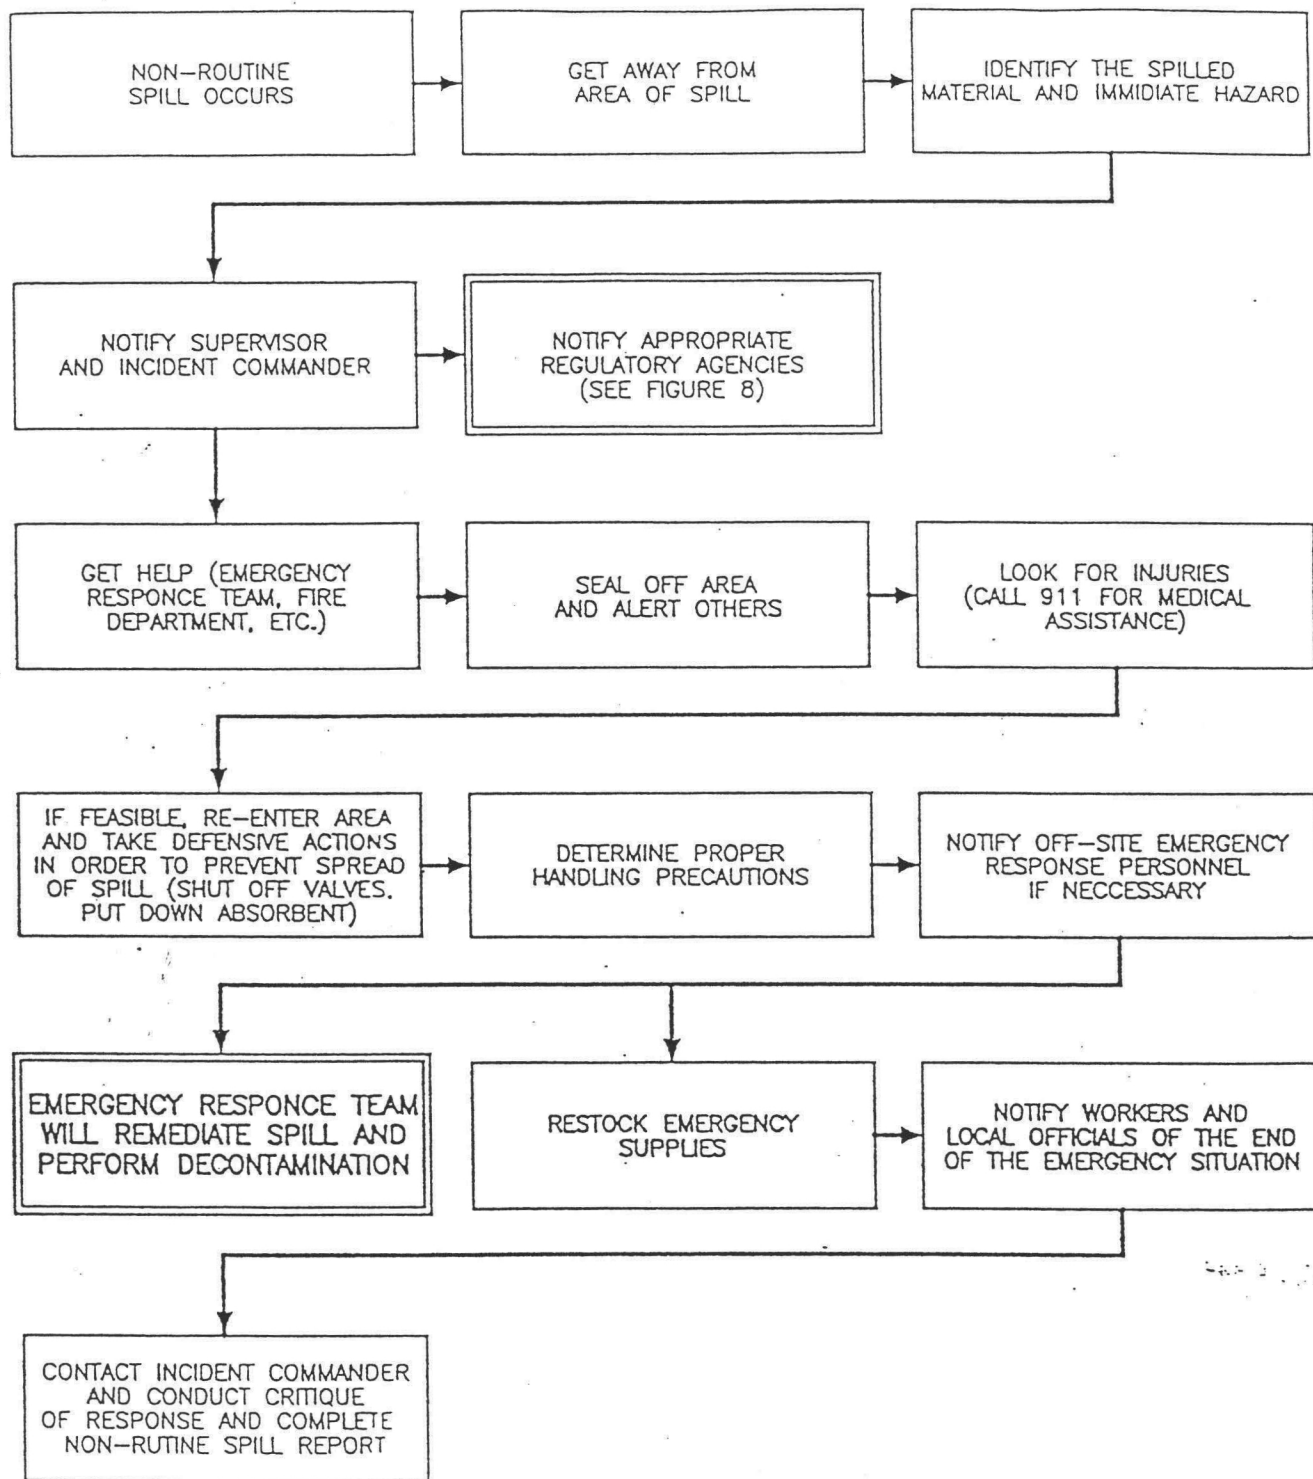 NON-ROUTINE
SPILL OCCURS
GET AWAY FROM
AREA OF SPILL
IDENTIFY THE SPILLED
MATERIAL AND IMMIDIATE HAZARD
NOTIFY SUPERVISOR
AND INCIDENT COMMANDER
NOTIFY APPROPRIATE
REGULATORY AGENCIES
(SEE FIGURE 8)
GET HELP (EMERGENCY
RESPONCE TEAM, FIRE
DEPARTMENT, ETC.)
SEAL OFF AREA
AND ALERT OTHERS
LOOK FOR INJURIES
(CALL 911 FOR MEDICAL
ASSISTANCE)
IF FEASIBLE, RE-ENTER AREA
AND TAKE DEFENSIVE ACTIONS
IN ORDER TO PREVENT SPREAD
OF SPILL (SHUT OFF VALVES.
PUT DOWN ABSORBENT)
DETERMINE PROPER
HANDLING PRECAUTIONS
NOTIFY OFF-SITE EMERGENCY
RESPONSE PERSONNEL
IF NECCESSARY
EMERGENCY RESPONCE TEAM
WILL REMEDIATE SPILL AND
PERFORM DECONTAMINATION
RESTOCK EMERGENCY
SUPPLIES
NOTIFY WORKERS AND
LOCAL OFFICIALS OF THE END
OF THE EMERGENCY SITUATION
CONTACT INCIDENT COMMANDER
AND CONDUCT CRITIQUE
OF RESPONSE AND COMPLETE
NON-RUTINE SPILL REPORT